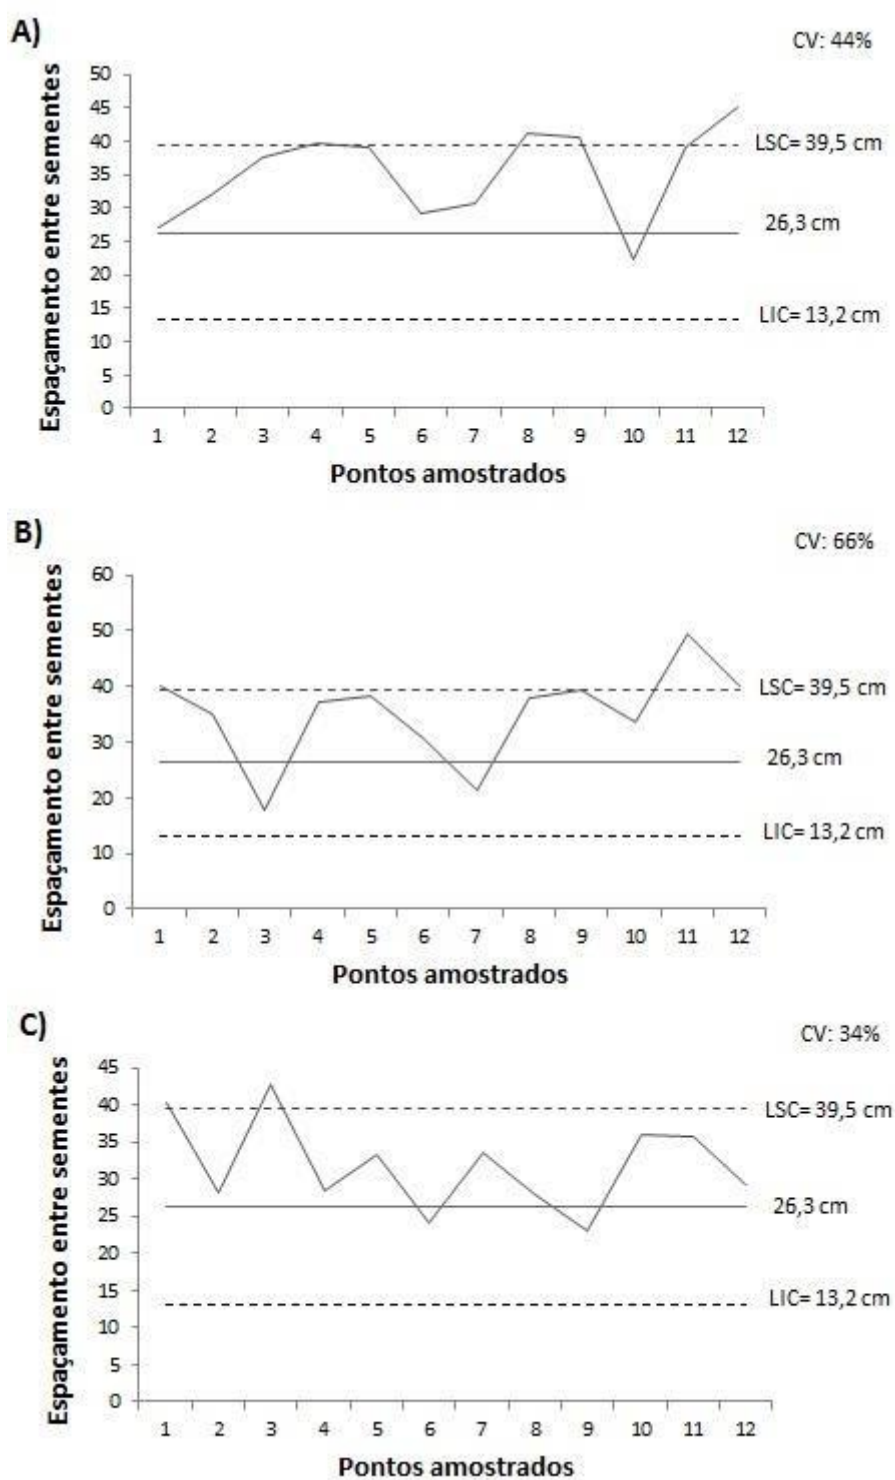 A)
CV: 44%
Espaçamento entre sementes
50
45
40
35
30
25
20
15
10
5
0
LSC= 39,5 cm
26,3 cm
LIC= 13,2 cm
1 2 3 4 5 6 7 8 9 10 11 12
Pontos amostrados
B)
CV: 66%
Espaçamento entre sementes
60
50
40
30
20
10
0
LSC= 39,5 cm
26,3 cm
LIC= 13,2 cm
1 2 3 4 5 6 7 8 9 10 11 12
Pontos amostrados
C)
CV: 34%
Espaçamento entre sementes
45
40
35
30
25
20
15
10
5
0
LSC= 39,5 cm
26,3 cm
LIC= 13,2 cm
1 2 3 4 5 6 7 8 9 10 11 12
Pontos amostrados